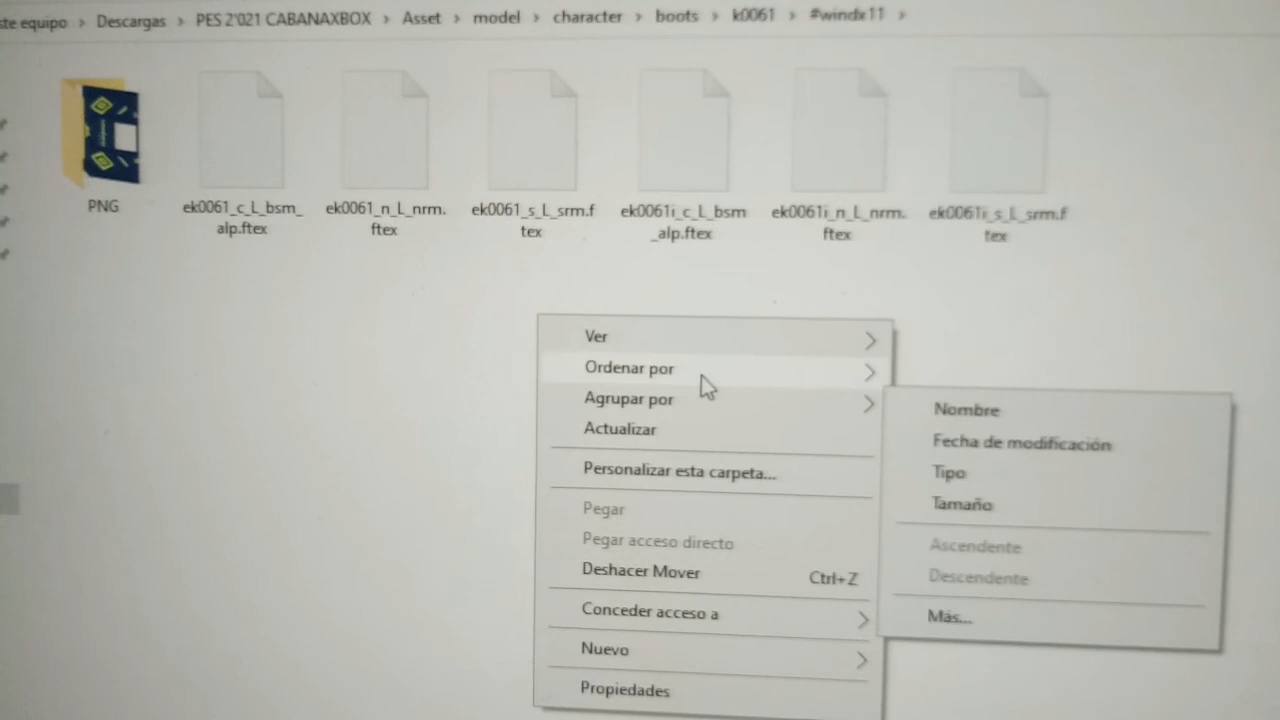 ste equipo > Descargas > PES 2'021 CABANAXBOX > Asset > model > character > boots > k0061 > #windx11 >
PNG
ek0061_c_L_bsm_
alp.ftex
ek0061_n_L_nrm.
ftex
ek0061_s_L_srm.f
tex
ek0061i_c_L_bsm
_alp.ftex
ek0061i_n_L_nrm.
ftex
ek0061i_s_L_srm.f
tex
Ver
Ordenar por
Agrupar por
Actualizar
Personalizar esta carpeta...
Pegar
Pegar acceso directo
Deshacer Mover Ctrl+Z
Conceder acceso a
Nuevo
Propiedades
Nombre
Fecha de modificación
Tipo
Tamaño
Ascendente
Descendente
Más...